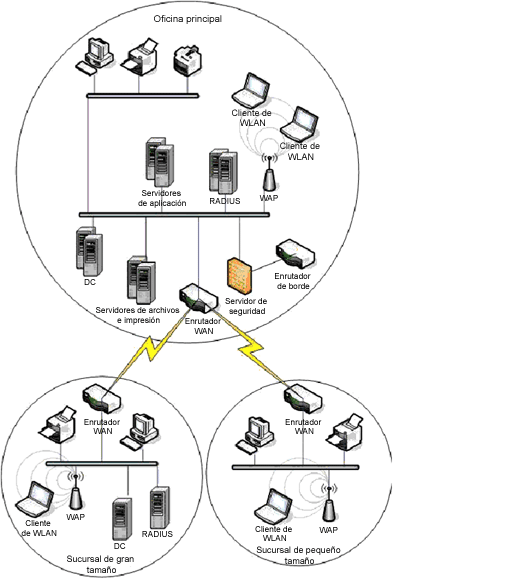 Oficina principal
Cliente de
WLAN
Cliente de
WLAN
Servidores
de aplicación
RADIUS
WAP
DC
Servidores de archivos
e impresión
Enrutador
WAN
Servidor de
seguridad
Enrutador
de borde
Enrutador
WAN
Cliente
de WLAN
WAP
DC
RADIUS
Sucursal de gran
tamaño
Enrutador
WAN
Cliente de
WLAN
WAP
Sucursal de pequeño
tamaño